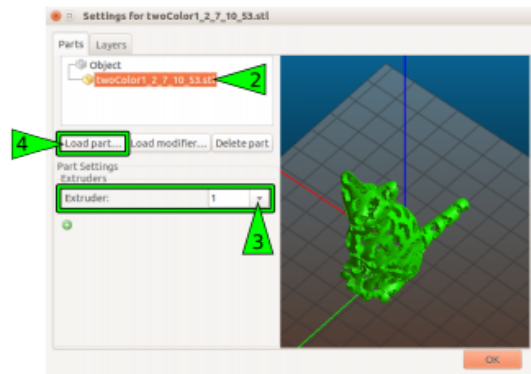 Settings for twoColor1_2_7_10_53.stl
Parts Layers
Object
twoColor1_2_7_10_53.stl
2
4
Load part... Load modifier... Delete part
Part Settings
Extruders
Extruder: 1
3
OK